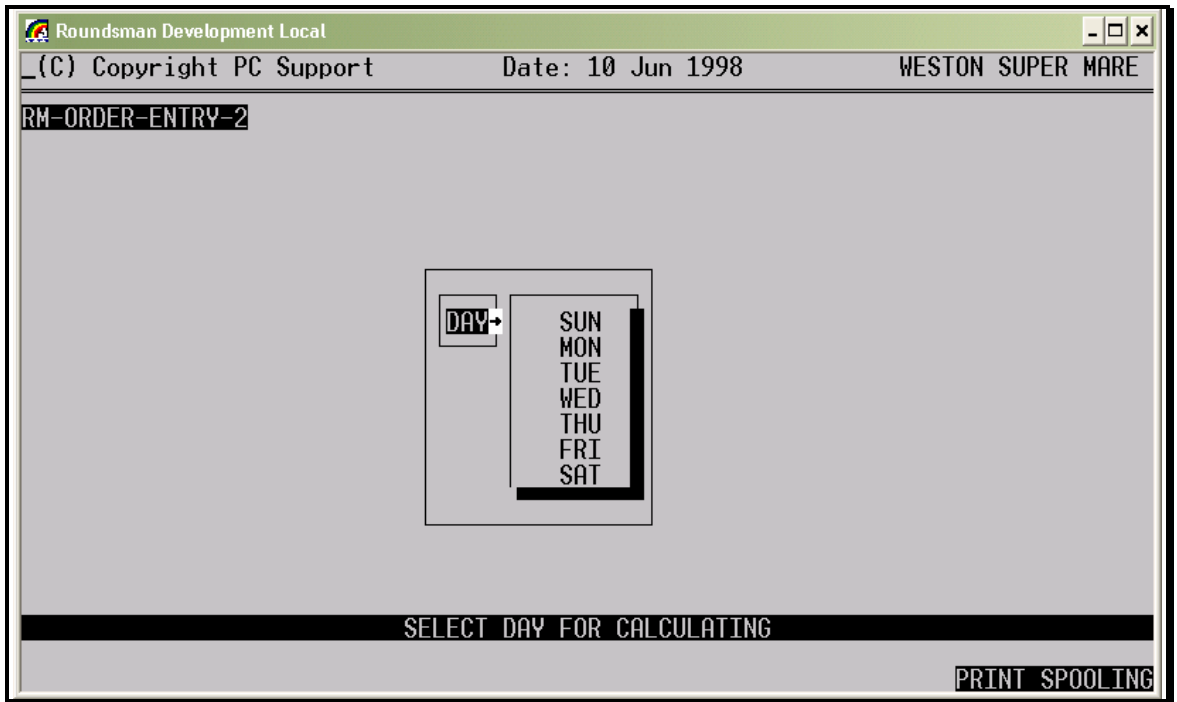 Roundsman Development Local
_(C) Copyright PC Support Date: 10 Jun 1998 WESTON SUPER MARE
RM-ORDER-ENTRY-2
DAY→ SUN
MON
TUE
WED
THU
FRI
SAT
SELECT DAY FOR CALCULATING
PRINT SPOOLING